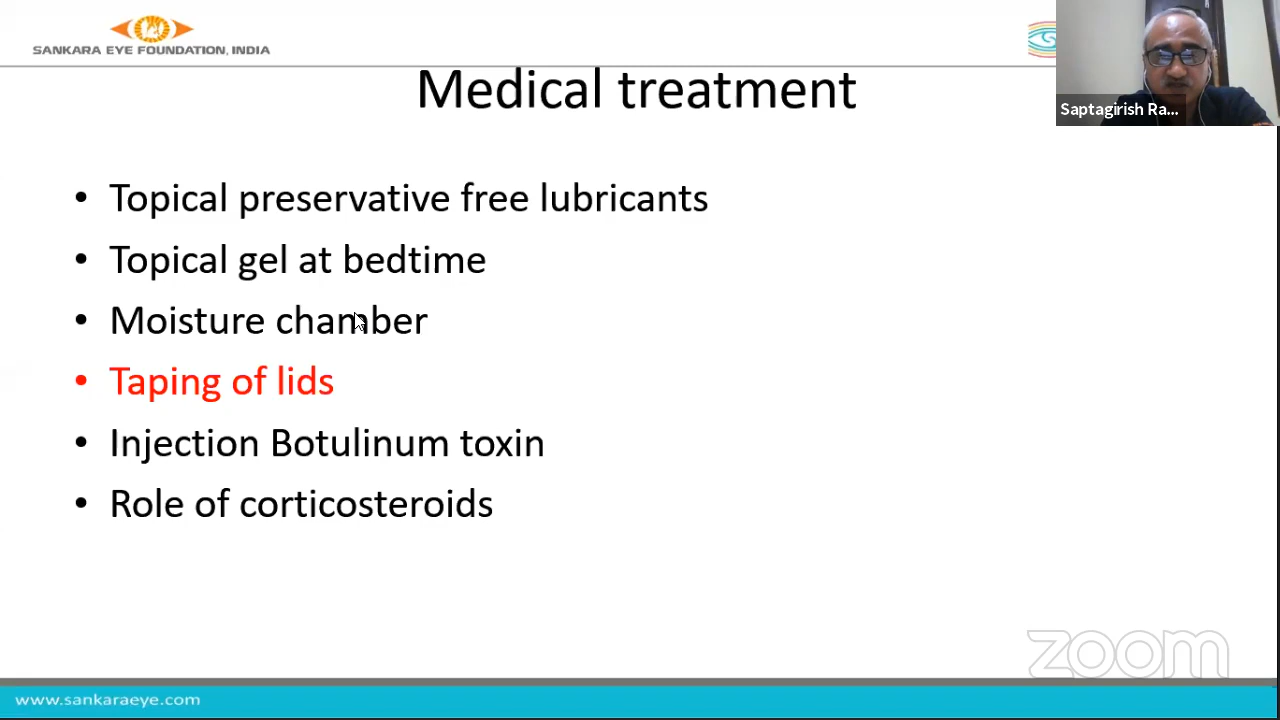 SANKARA EYE FOUNDATION, INDIA
Saptagirish Ra...
Medical treatment
• Topical preservative free lubricants
• Topical gel at bedtime
• Moisture chamber
• Taping of lids
• Injection Botulinum toxin
• Role of corticosteroids
zoom
www.sankaraeye.com